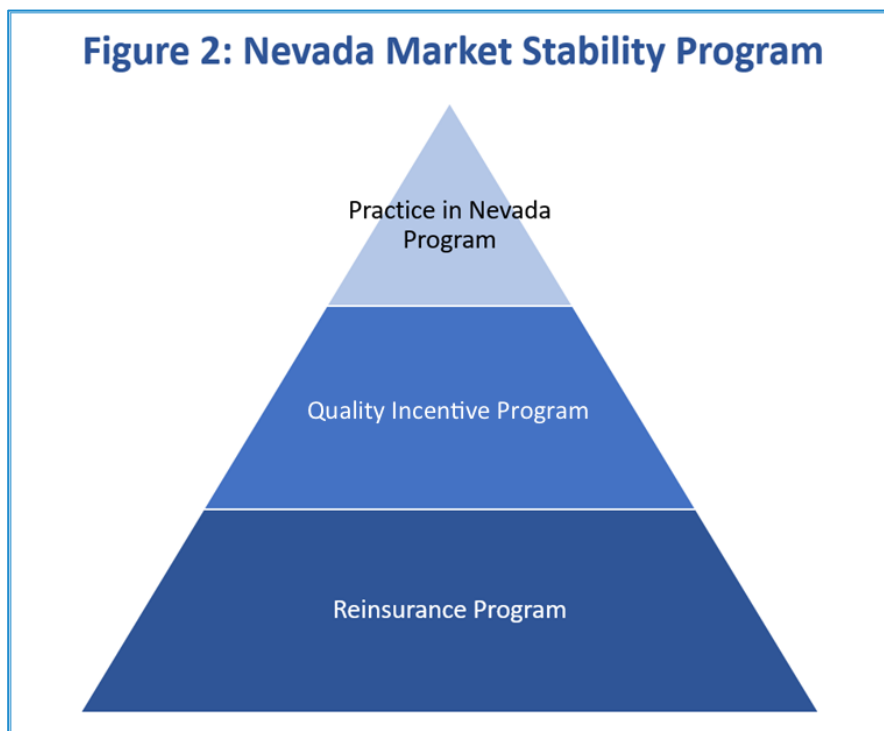 Figure 2: Nevada Market Stability Program
Practice in Nevada
Program
Quality Incentive Program
Reinsurance Program